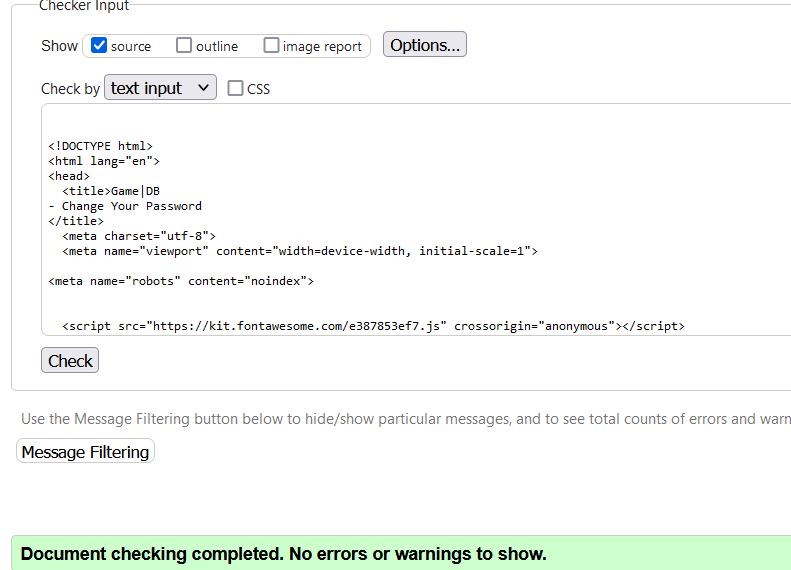 Checker Input
Show source outline image report Options...
Check by text input CSS
<!DOCTYPE html>
<html lang="en">
<head>
<title>Game|DB
- Change Your Password
</title>
<meta charset="utf-8">
<meta name="viewport" content="width=device-width, initial-scale=1">
<meta name="robots" content="noindex">
<script src="https://kit.fontawesome.com/e387853ef7.js" crossorigin="anonymous"></script>
Check
Use the Message Filtering button below to hide/show particular messages, and to see total counts of errors and warn
Message Filtering
Document checking completed. No errors or warnings to show.